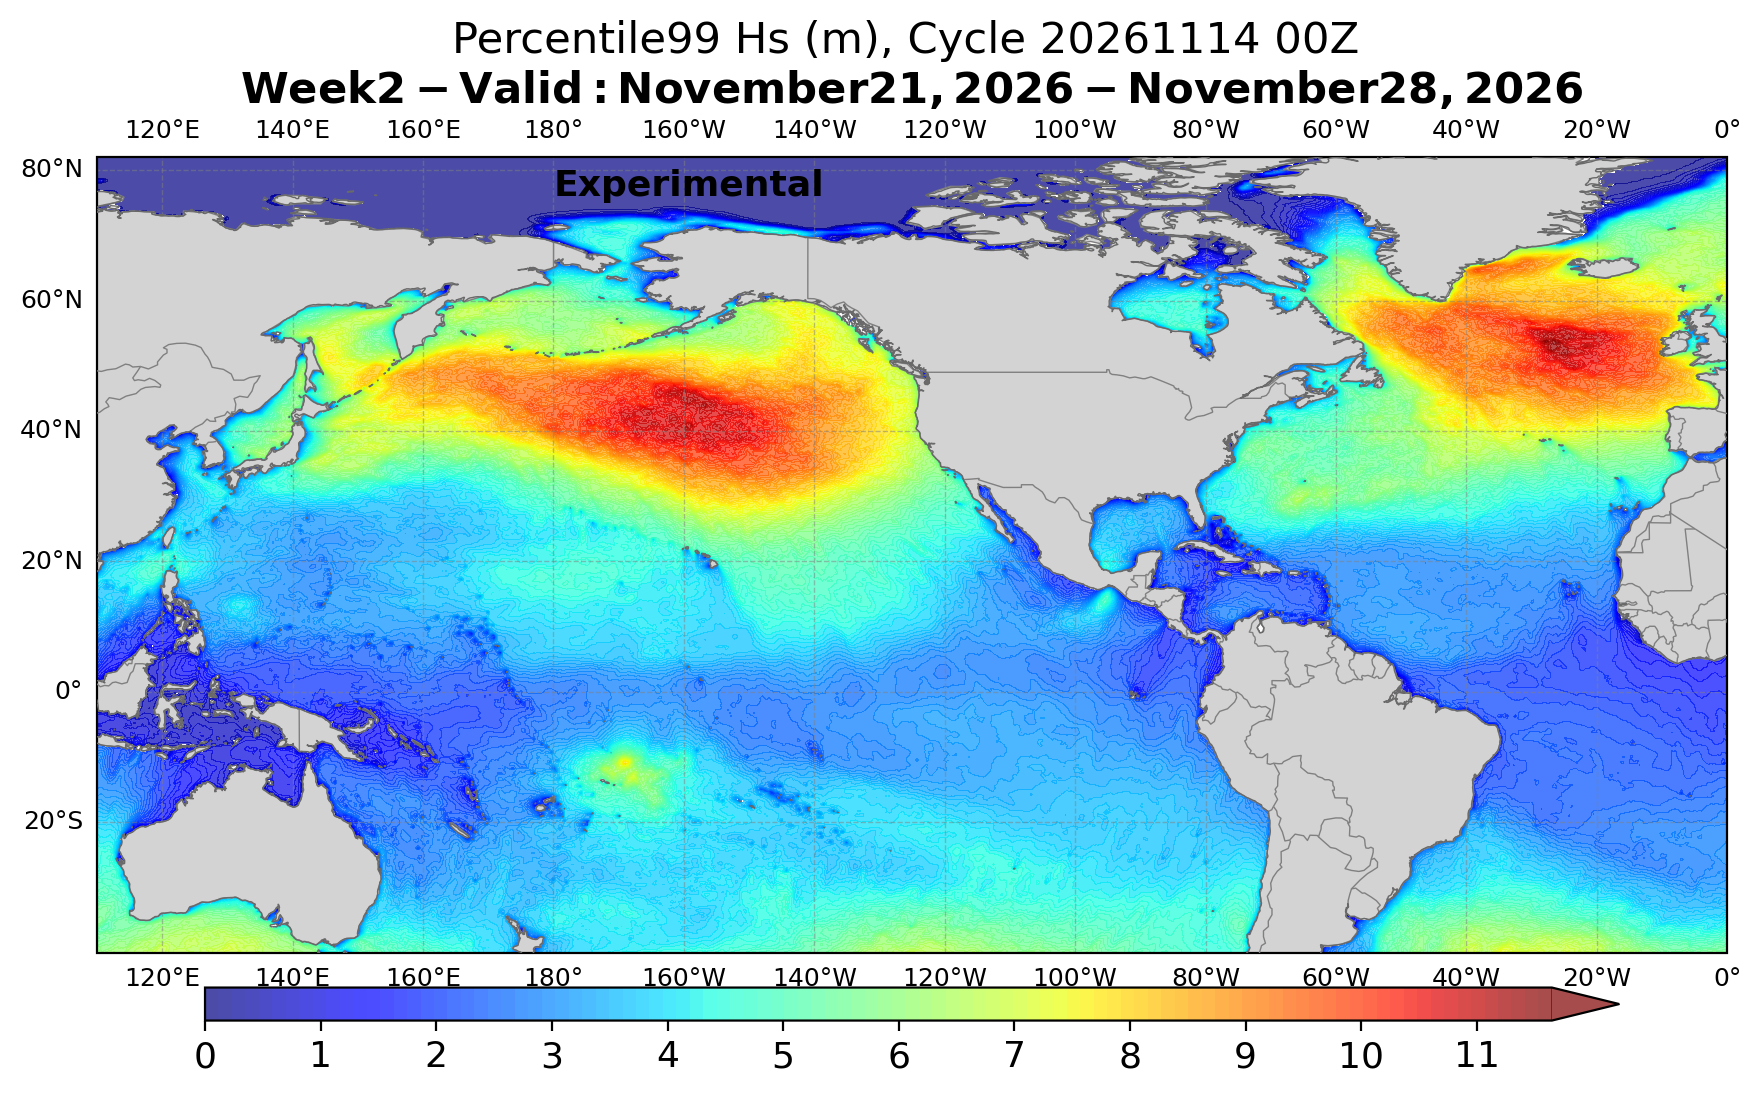 Percentile99 Hs (m), Cycle 20261114 00Z
Week2 – Valid : November21, 2026 – November28, 2026
120°E 140°E 160°E 180° 160°W 140°W 120°W 100°W 80°W 60°W 40°W 20°W 0°
80°N
Experimental
60°N
40°N
20°N
0°
20°S
120°E 140°E 160°E 180° 160°W 140°W 120°W 100°W 80°W 60°W 40°W 20°W 0°
0 1 2 3 4 5 6 7 8 9 10 11